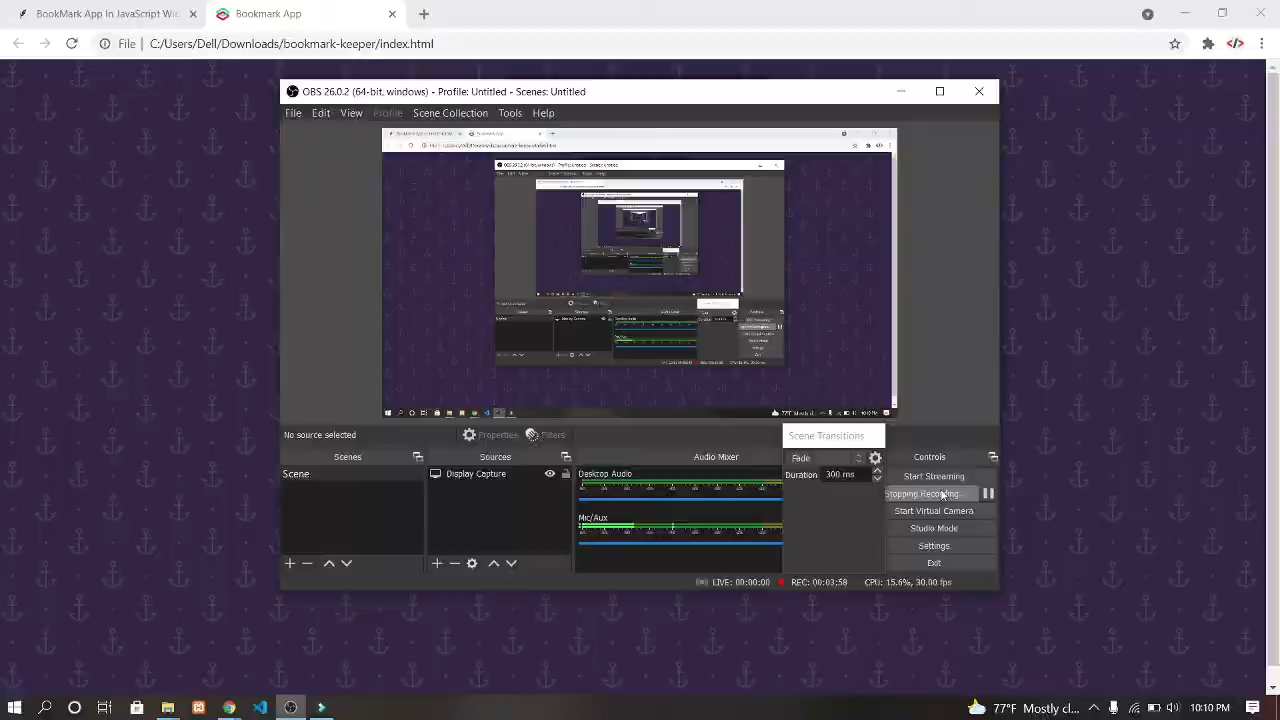 BookMark App In JavaScript Wit
Bookmark App
File
C:/Users/Dell/Downloads/bookmark-keeper/index.html
OBS 26.0.2 (64-bit, windows) - Profile: Untitled - Scenes: Untitled
File Edit View Profile Scene Collection Tools Help
No source selected
Properties
Filters
Scene Transitions
Scenes
Sources
Audio Mixer
Controls
Scene
Display Capture
Desktop Audio
Mic/Aux
Fade
Duration 300 ms
Start Streaming
Stopping Recording...
Start Virtual Camera
Studio Mode
Settings
Exit
LIVE: 00:00:00 REC: 00:03:58 CPU: 15.6%, 30.00 fps
77°F Mostly cl... 10:10 PM